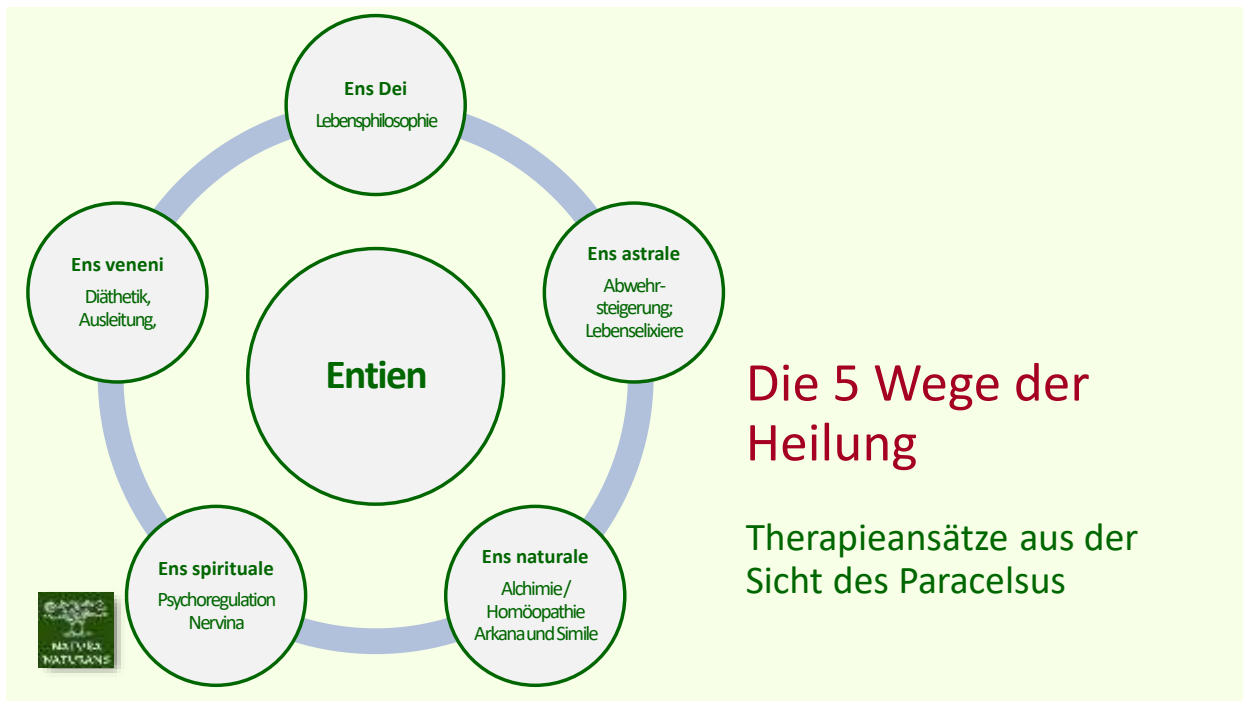 Ens Dei
Lebensphilosophie
Ens astrale
Abwehr-
steigerung;
Lebenselixiere
Ens naturale
Alchimie /
Homöopathie
Arkana und Simile
Ens spirituale
Psychoregulation
Nervina
Ens veneni
Diäthetik,
Ausleitung,
Entien
Die 5 Wege der
Heilung
Therapieansätze aus der
Sicht des Paracelsus
NATURA
NATURANS